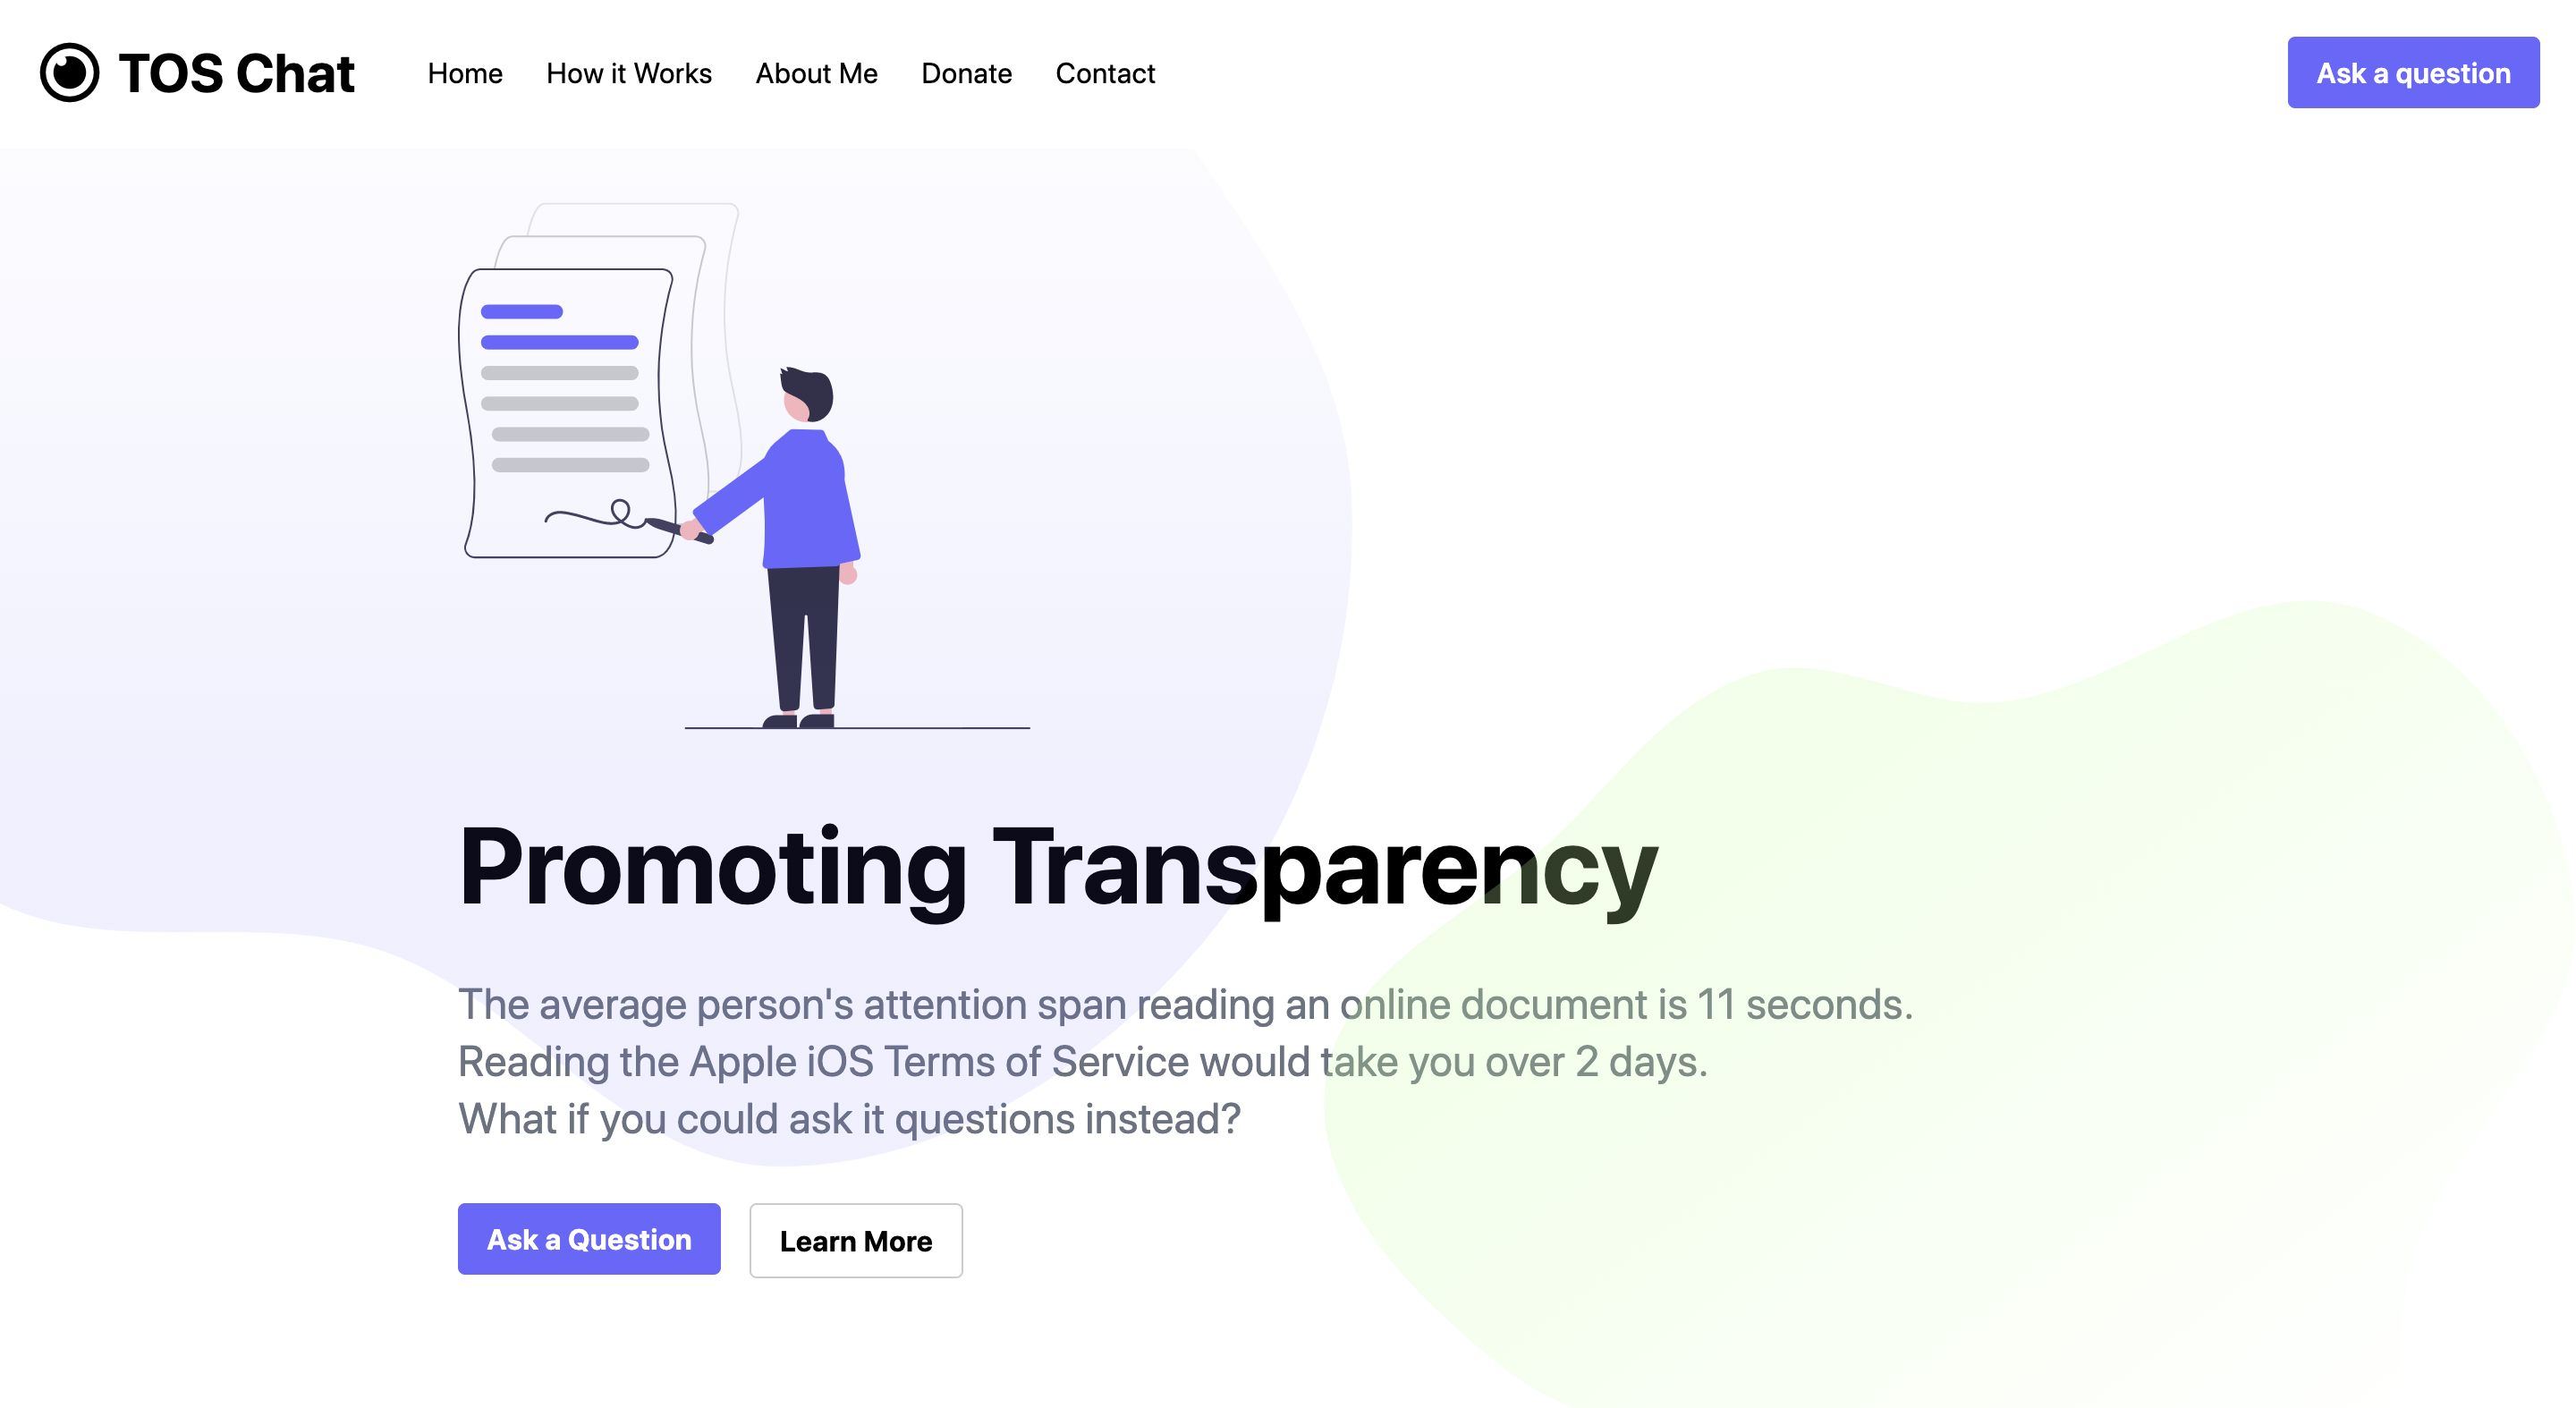 TOS Chat
Home
How it Works
About Me
Donate
Contact
Ask a question
Promoting Transparency
The average person's attention span reading an online document is 11 seconds.
Reading the Apple iOS Terms of Service would take you over 2 days.
What if you could ask it questions instead?
Ask a Question
Learn More